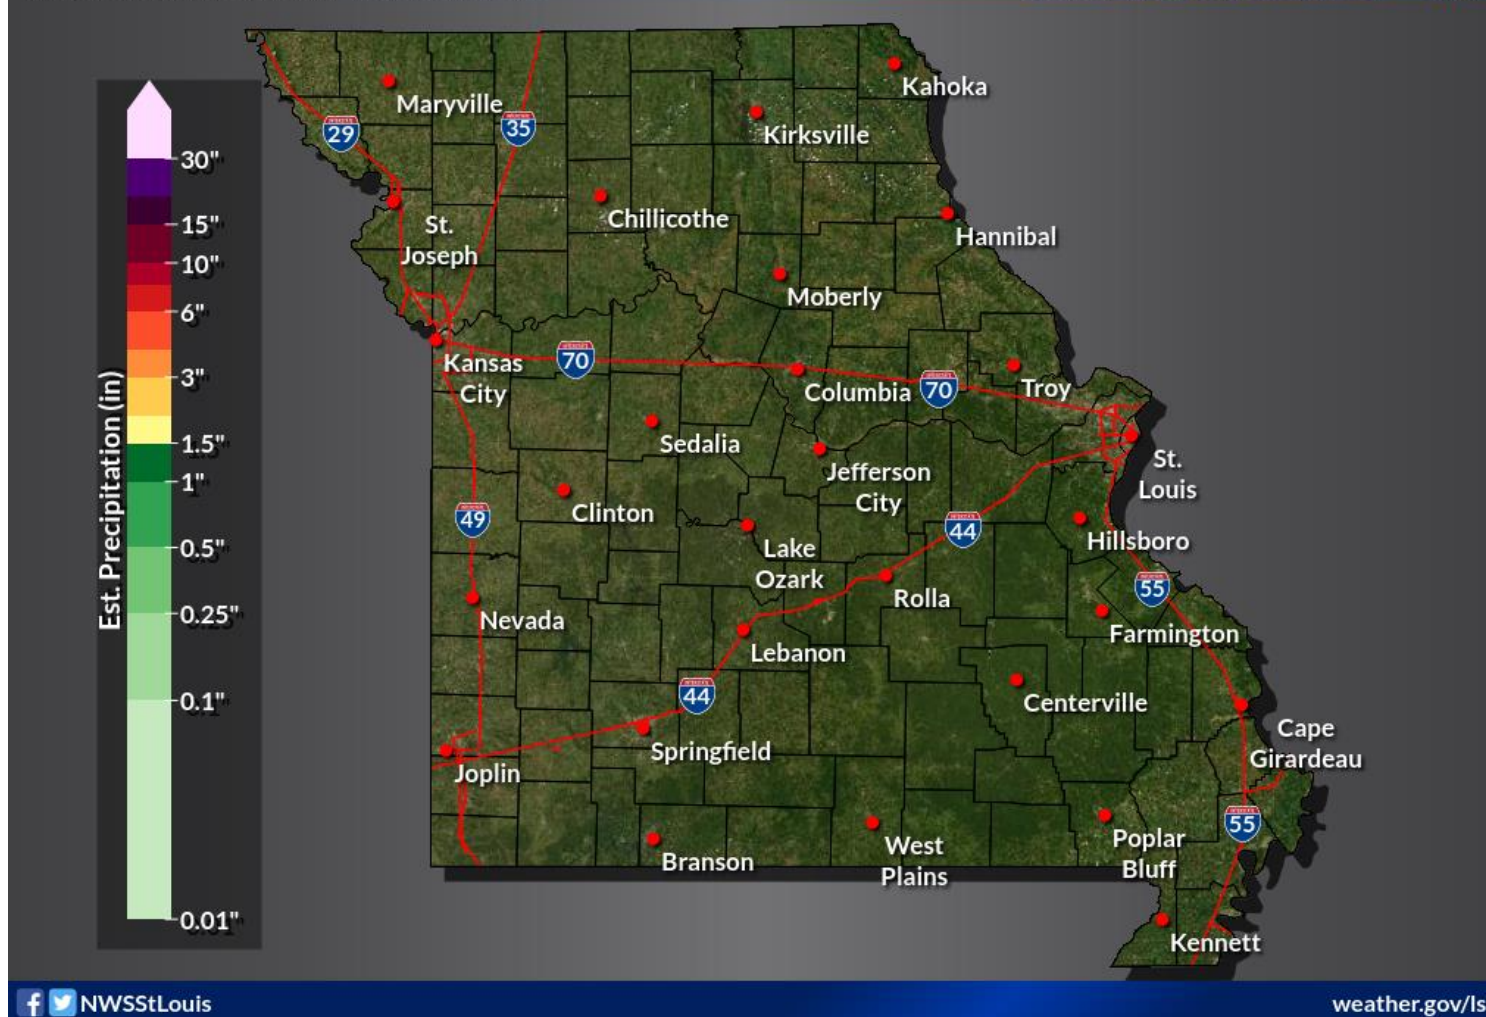 Kahoka
Maryville
29
35
Kirksville
30"
15"
10"
6"
3"
1.5"
1"
0.5"
0.25"
0.1"
0.01"
Est. Precipitation (in)
St.
Joseph
Chillicothe
Hannibal
Moberly
Kansas
City
70
Columbia
70
Troy
Sedalia
Jefferson
City
St.
Louis
49
Clinton
44
Hillsboro
Lake
Ozark
Rolla
55
Nevada
Farmington
Lebanon
44
Centerville
Springfield
Cape
Girardeau
Joplin
Branson
West
Plains
Poplar
Bluff
55
Kennett
NWSStLouis
weather.gov/ls